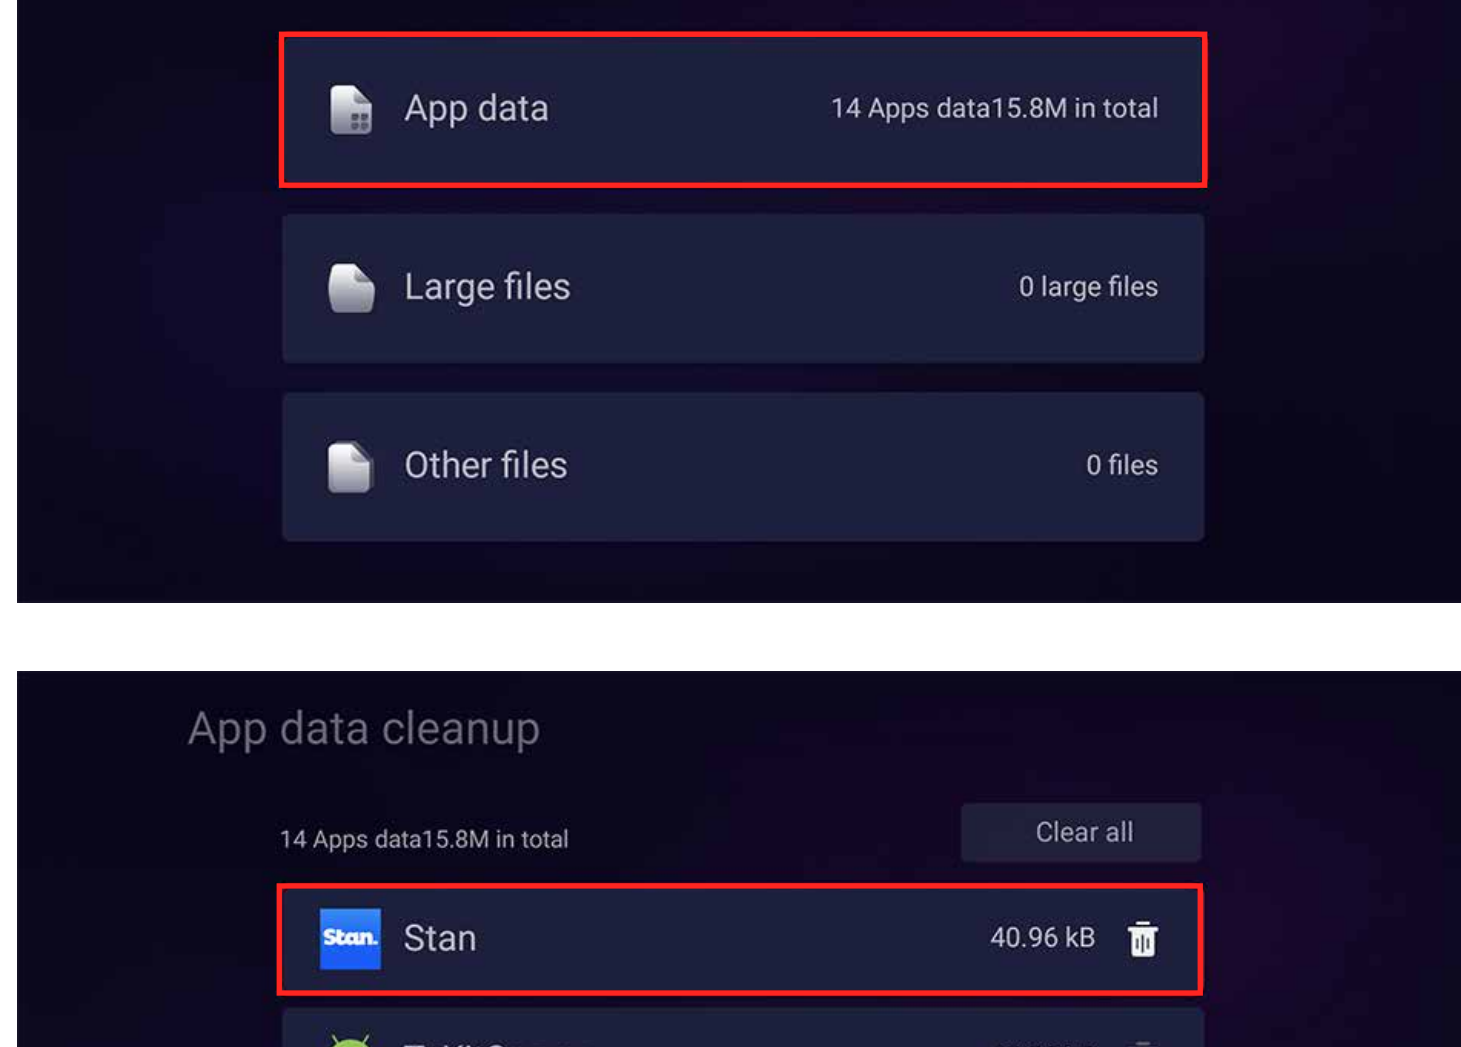 App data 14 Apps data15.8M in total
Large files 0 large files
Other files 0 files
App data cleanup
14 Apps data15.8M in total Clear all
Stan. Stan 40.96 kB